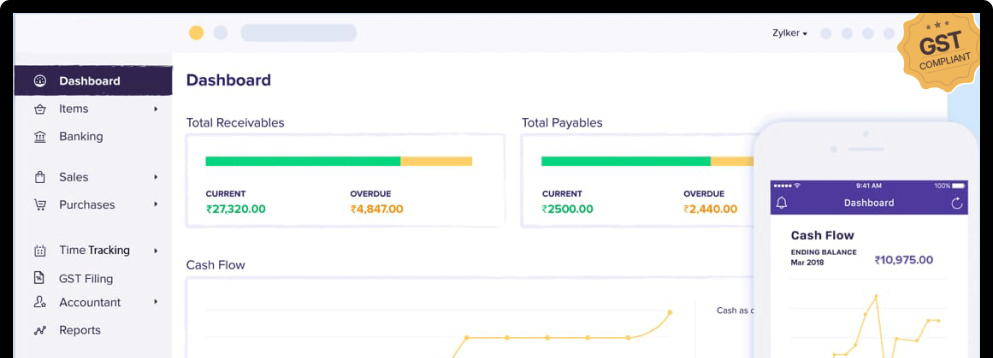 Zylker
GST
COMPLIANT
Dashboard
Items
Banking
Sales
Purchases
Time Tracking
GST Filing
Accountant
Reports
Dashboard
Total Receivables
CURRENT
OVERDUE
₹27,320.00
₹4,847.00
Total Payables
CURRENT
OVERDUE
₹2500.00
₹2,440.00
Cash Flow
Cash as
9:41 AM
100%
Dashboard
Cash Flow
ENDING BALANCE
Mar 2018
₹10,975.00